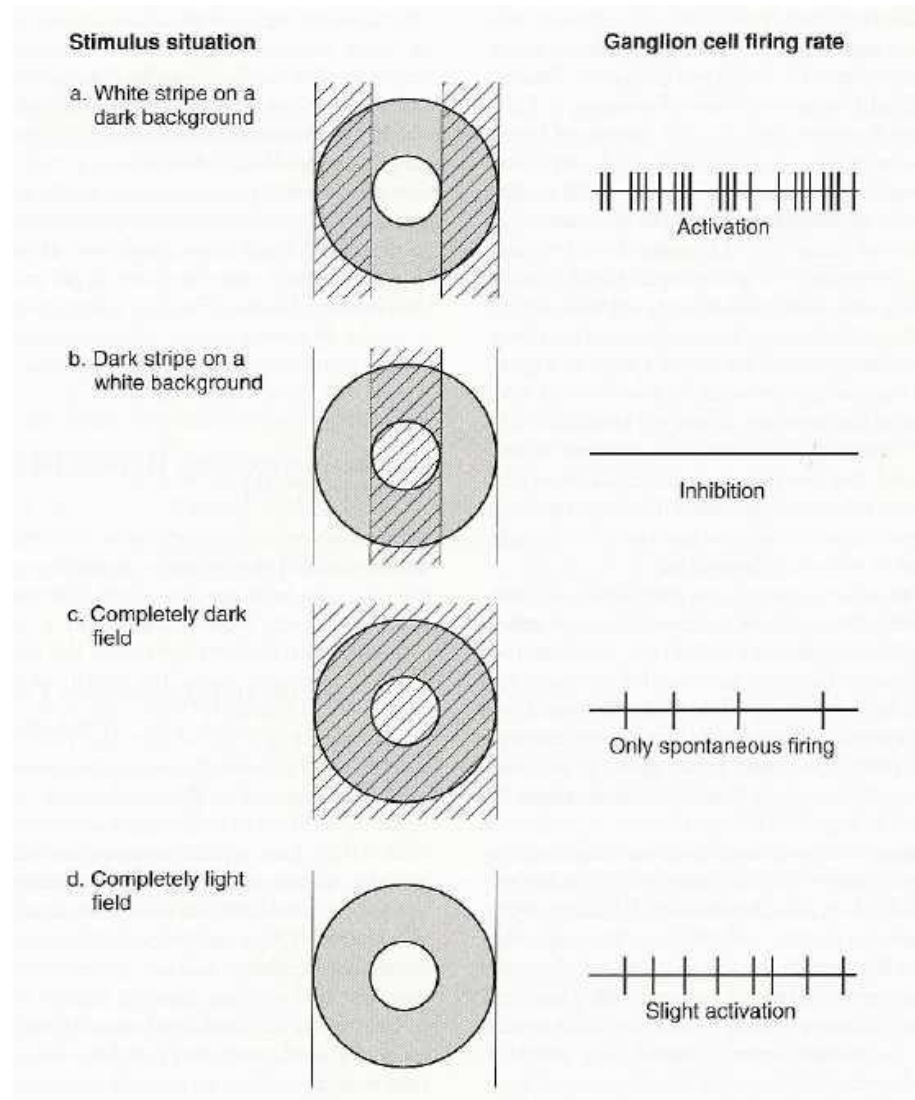 Stimulus situation
Ganglion cell firing rate
a. White stripe on a
dark background
Activation
b. Dark stripe on a
white background
Inhibition
c. Completely dark
field
Only spontaneous firing
d. Completely light
field
Slight activation